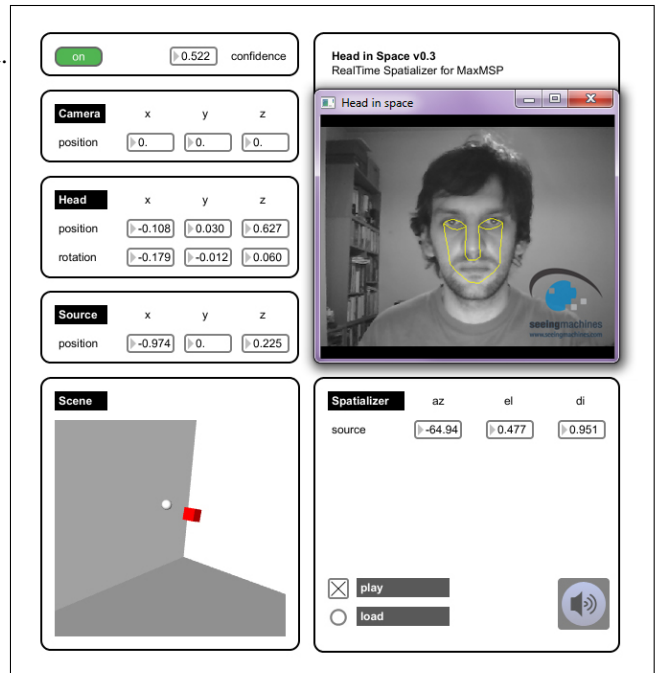 on 0.522 confidence
Camera x y z
position 0. 0. 0.
Head x y z
position -0.108 0.030 0.627
rotation -0.179 -0.012 0.060
Source x y z
position -0.974 0. 0.225
Scene
Head in Space v0.3
RealTime Spatializer for MaxMSP
Head in space
seeingmachines
www.seeingmachines.com
Spatializer az el di
source -64.94 0.477 0.951
play
load